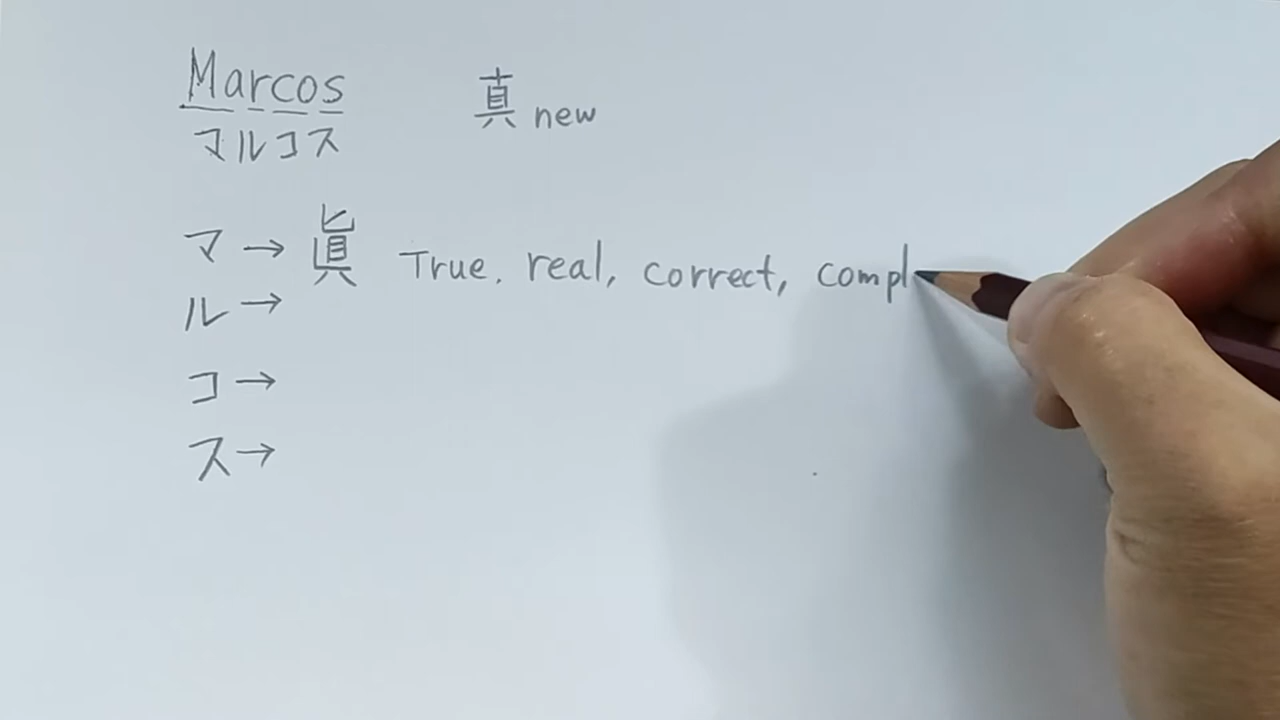 Marcos 真 new
マルコス
マ→ 眞 True, real, correct, compl
ル→
コ→
ス→